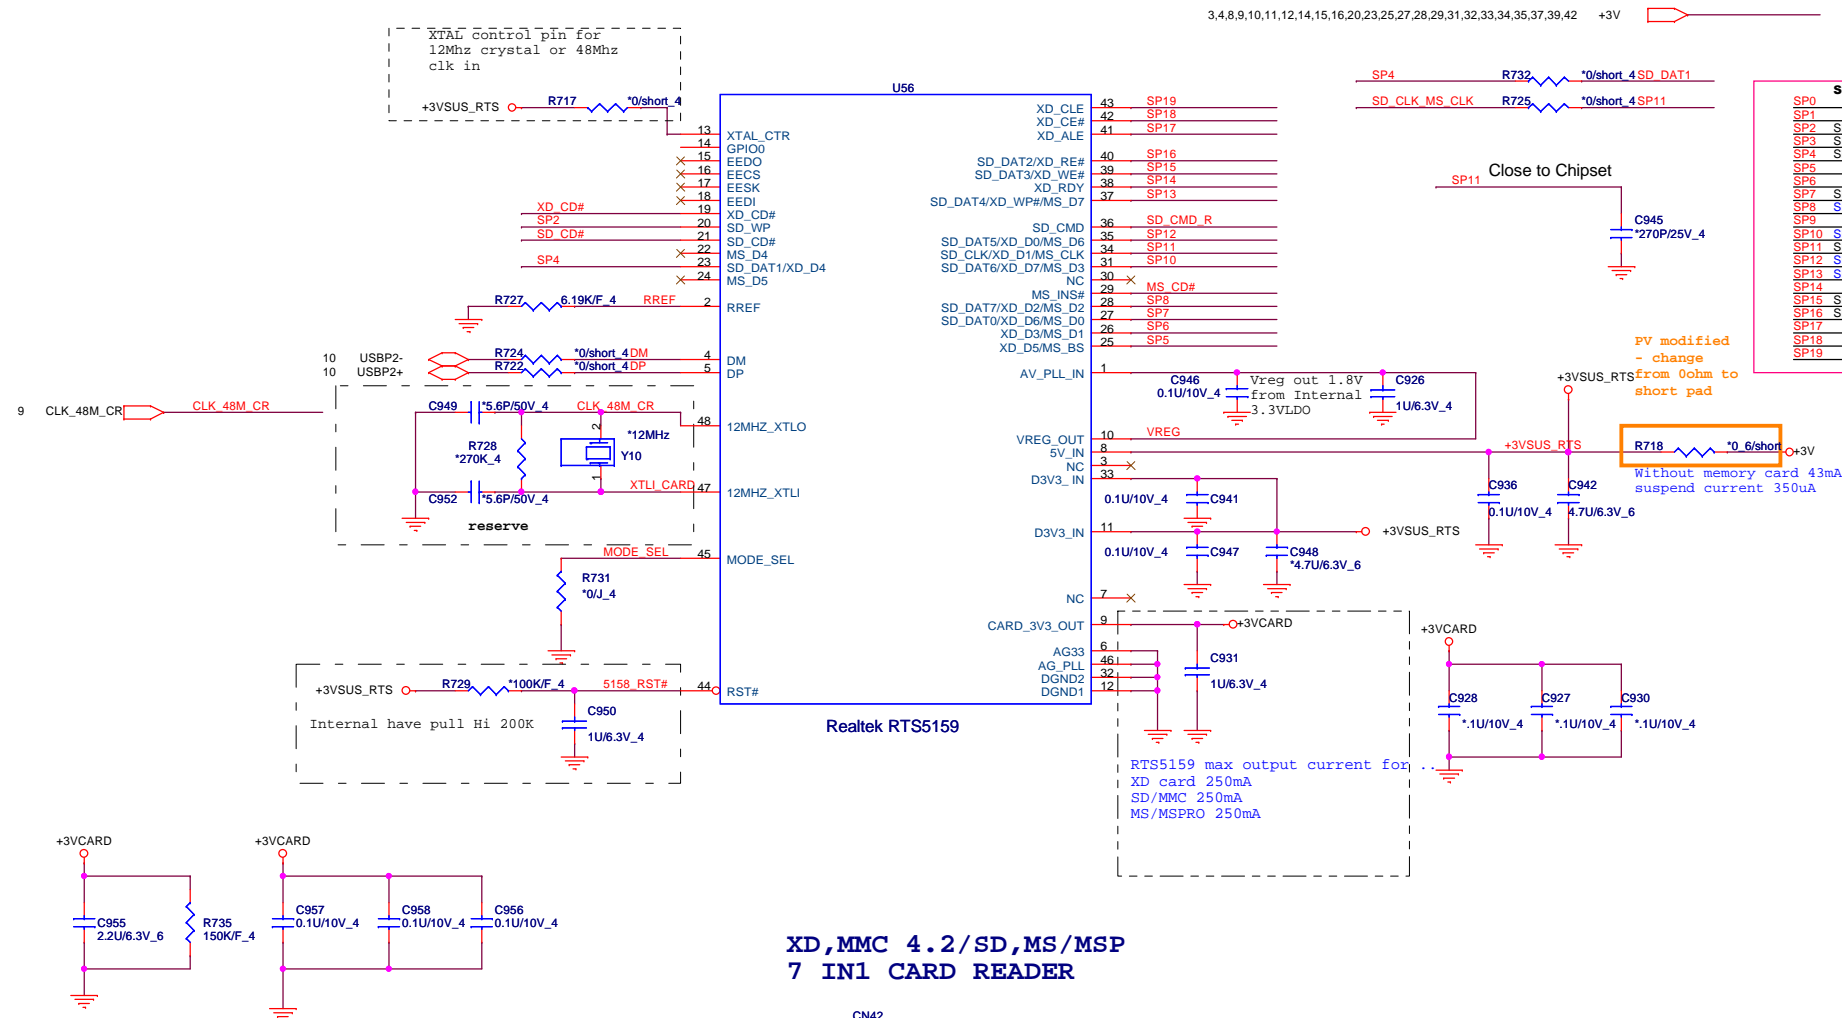 3,4,8,9,10,11,12,14,15,16,20,23,25,27,28,29,31,32,33,34,35,37,39,42 +3V
XTAL control pin for
12Mhz crystal or 48Mhz
clk in
+3VSUS_RTS R717 *0/short_4
U56
Realtek RTS5159
13 XTAL_CTR
14 GPIO0
15 EEDO
16 EECS
17 EESK
18 EEDI
XD_CD# 19 XD_CD#
SP2 20 SD_WP
SD_CD# 21 SD_CD#
22 MS_D4
SP4 23 SD_DAT1/XD_D4
24 MS_D5
R727 6.19K/F_4 RREF 2 RREF
10 USBP2- R724 *0/short_4 DM 4 DM
10 USBP2+ R722 *0/short_4 DP 5 DP
9 CLK_48M_CR CLK_48M_CR
C949 *5.6P/50V_4 CLK_48M_CR
48 12MHZ_XTLO
R728
*270K_4
2
*12MHz
Y10
1
C952 *5.6P/50V_4 XTLI_CARD 47 12MHZ_XTLI
reserve
MODE_SEL 45 MODE_SEL
R731
*0/J_4
+3VSUS_RTS R729 *100K/F_4 5158_RST# 44 RST#
Internal have pull Hi 200K
C950
1U/6.3V_4
XD_CLE 43 SP19
XD_CE# 42 SP18
XD_ALE 41 SP17
SD_DAT2/XD_RE# 40 SP16
SD_DAT3/XD_WE# 39 SP15
XD_RDY 38 SP14
SD_DAT4/XD_WP#/MS_D7 37 SP13
SD_CMD 36 SD_CMD_R
SD_DAT5/XD_D0/MS_D6 35 SP12
SD_CLK/XD_D1/MS_CLK 34 SP11
SD_DAT6/XD_D7/MS_D3 31 SP10
NC 30
MS_INS# 29 MS_CD#
SD_DAT7/XD_D2/MS_D2 28 SP8
SD_DAT0/XD_D6/MS_D0 27 SP7
XD_D3/MS_D1 26 SP6
XD_D5/MS_BS 25 SP5
AV_PLL_IN 1
C946
0.1U/10V_4
Vreg out 1.8V
from Internal
3.3VLDO
C926
1U/6.3V_4
VREG_OUT 10 VREG
5V_IN 8 +3VSUS_RTS
NC 3
D3V3_ IN 33
0.1U/10V_4 C941
D3V3_IN 11 +3VSUS_RTS
0.1U/10V_4 C947
C948
*4.7U/6.3V_6
NC 7
CARD_3V3_OUT 9 +3VCARD
AG33 6
AG_PLL 46
DGND2 32
DGND1 12
C931
1U/6.3V_4
RTS5159 max output current for ..
XD card 250mA
SD/MMC 250mA
MS/MSPRO 250mA
SP4 R732 *0/short_4 SD_DAT1
SD_CLK_MS_CLK R725 *0/short_4 SP11
Close to Chipset
SP11
C945
*270P/25V_4
PV modified
- change
from 0ohm to
short pad
+3VSUS_RTS
R718 *0_6/short +3V
Without memory card 43mA
suspend current 350uA
C936
0.1U/10V_4
C942
4.7U/6.3V_6
+3VCARD
C928
*.1U/10V_4
C927
*.1U/10V_4
C930
*.1U/10V_4
S
SP0
SP1
SP2 S
SP3 S
SP4 S
SP5
SP6
SP7 S
SP8 S
SP9
SP10 S
SP11 S
SP12 S
SP13 S
SP14
SP15 S
SP16 S
SP17
SP18
SP19
+3VCARD
C955
2.2U/6.3V_6
R735
150K/F_4
+3VCARD
C957
0.1U/10V_4
C958
0.1U/10V_4
C956
0.1U/10V_4
XD,MMC 4.2/SD,MS/MSP
7 IN1 CARD READER
CN42